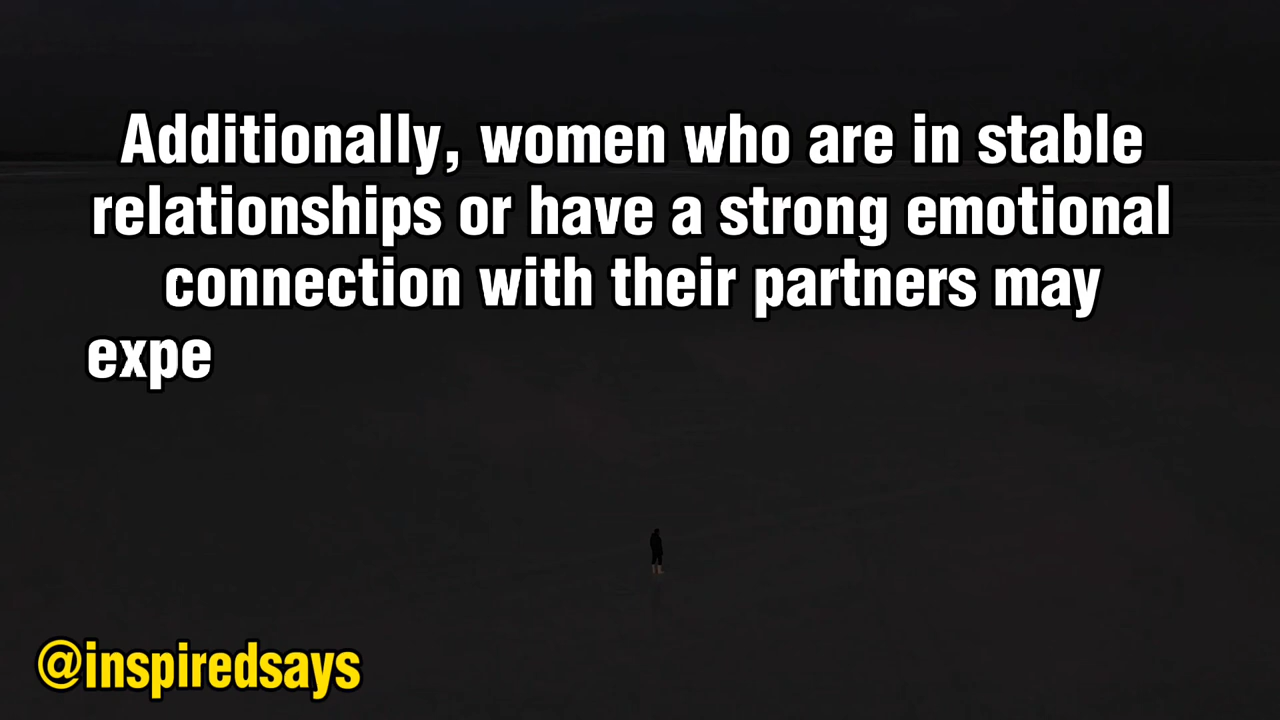 Additionally, women who are in stable
relationships or have a strong emotional
connection with their partners may
expe
@inspiredsays